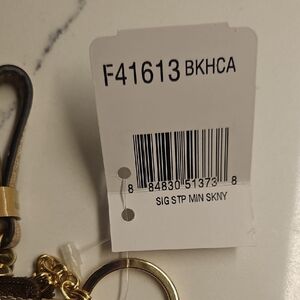 F41613 BKHCA
8 84830 51373 8
SIG STP MIN SKNY